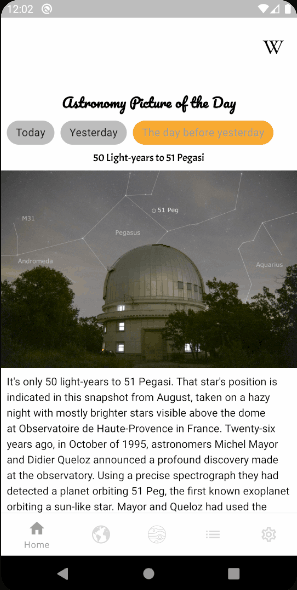 12:02
W
Astronomy Picture of the Day
Today
Yesterday
The day before yesterday
50 Light-years to 51 Pegasi
M31
51 Peg
Pegasus
Andromeda
Aquarius
It's only 50 light-years to 51 Pegasi. That star's position is
indicated in this snapshot from August, taken on a hazy
night with mostly brighter stars visible above the dome
at Observatoire de Haute-Provence in France. Twenty-six
years ago, in October of 1995, astronomers Michel Mayor
and Didier Queloz announced a profound discovery made
at the observatory. Using a precise spectrograph they had
detected a planet orbiting 51 Peg, the first known exoplanet
orbiting a sun-like star. Mayor and Queloz had used the
Home